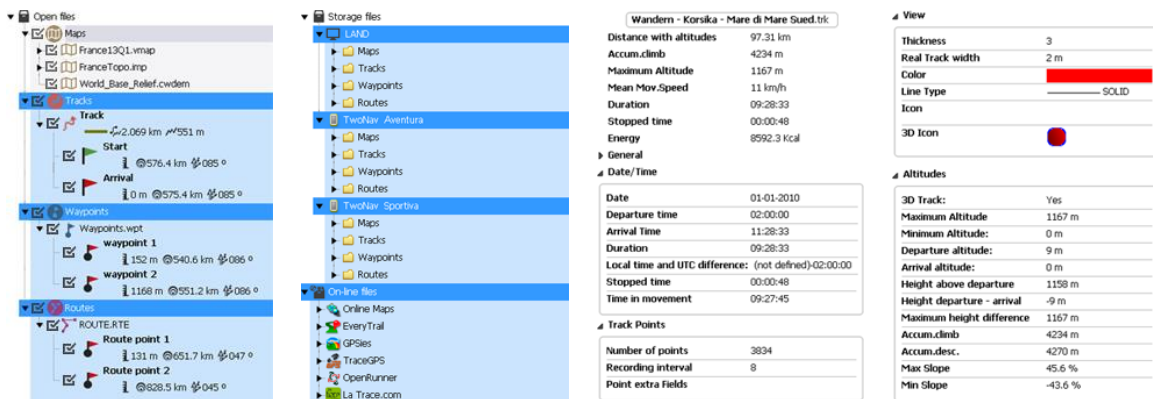 Open files
Maps
France13Q1.vmap
FranceTopo.imp
World_Base_Relief.cwdem
Tracks
Track
2.069 km 551 m
Start
576.4 km 085 º
Arrival
0 m 575.4 km 085 º
Waypoints
Waypoints.wpt
waypoint 1
152 m 540.6 km 086 º
waypoint 2
1168 m 551.2 km 086 º
Routes
ROUTE.RTE
Route point 1
131 m 651.7 km 047 º
Route point 2
828.5 km 045 º
Storage files
LAND
Maps
Tracks
Waypoints
Routes
TwoNav Aventura
Maps
Tracks
Waypoints
Routes
TwoNav Sportiva
Maps
Tracks
Waypoints
Routes
On-line files
Online Maps
EveryTrail
GPSies
TraceGPS
OpenRunner
La Trace.com
Wandern - Korsika - Mare di Mare Sued.trk
Distance with altitudes 97.31 km
Accum.climb 4234 m
Maximum Altitude 1167 m
Mean Mov.Speed 11 km/h
Duration 09:28:33
Stopped time 00:00:48
Energy 8592.3 Kcal
General
Date/Time
Date 01-01-2010
Departure time 02:00:00
Arrival Time 11:28:33
Duration 09:28:33
Local time and UTC difference: (not defined)-02:00:00
Stopped time 00:00:48
Time in movement 09:27:45
Track Points
Number of points 3834
Recording interval 8
Point extra Fields
View
Thickness 3
Real Track width 2 m
Color
Line Type SOLID
Icon
3D Icon
Altitudes
3D Track: Yes
Maximum Altitude 1167 m
Minimum Altitude: 0 m
Departure altitude: 9 m
Arrival altitude: 0 m
Height above departure 1158 m
Height departure - arrival -9 m
Maximum height difference 1167 m
Accum.climb 4234 m
Accum.desc. 4270 m
Max Slope 45.6 %
Min Slope -43.6 %